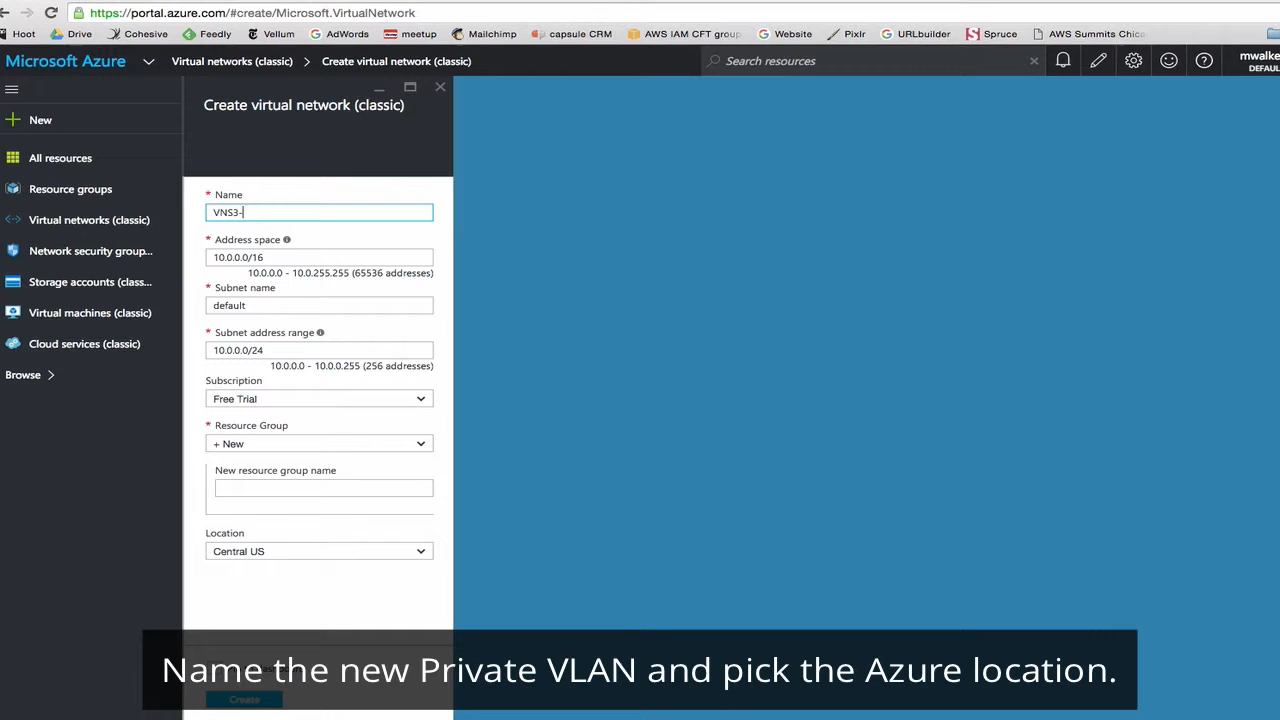 https://portal.azure.com/#create/Microsoft.VirtualNetwork
Hoot Drive Cohesive Feedly Vellum AdWords meetup Mailchimp capsule CRM AWS IAM CFT group Website Pixlr URLbuilder Spruce AWS Summits Chica
Microsoft Azure Virtual networks (classic) > Create virtual network (classic) Search resources mwalke
DEFAUL
Create virtual network (classic)
New
All resources
Resource groups
Virtual networks (classic)
Network security group...
Storage accounts (class...
Virtual machines (classic)
Cloud services (classic)
Browse >
* Name
VNS3-
* Address space
10.0.0.0/16
10.0.0.0 - 10.0.255.255 (65536 addresses)
* Subnet name
default
* Subnet address range
10.0.0.0/24
10.0.0.0 - 10.0.0.255 (256 addresses)
Subscription
Free Trial
* Resource Group
+ New
New resource group name
Location
Central US
Name the new Private VLAN and pick the Azure location.
Create